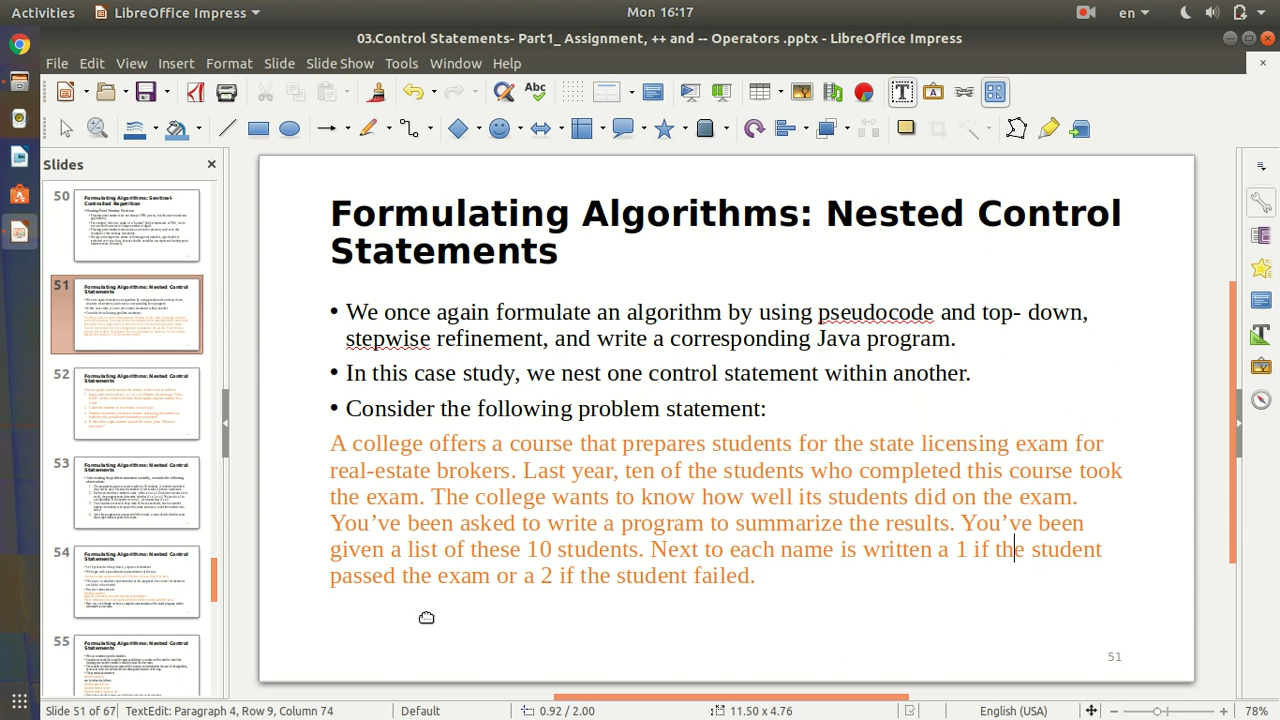 Activities LibreOffice Impress Mon 16:17 en
03.Control Statements- Part1_ Assignment, ++ and -- Operators .pptx - LibreOffice Impress
File Edit View Insert Format Slide Slide Show Tools Window Help
Slides
50
51
52
53
54
55
Formulating Algorithms: Nested Control
Statements
• We once again formulate an algorithm by using pseudocode and top- down,
stepwise refinement, and write a corresponding Java program.
• In this case study, we nest one control statement within another.
• Consider the following problem statement:
A college offers a course that prepares students for the state licensing exam for
real-estate brokers. Last year, ten of the students who completed this course took
the exam. The college wants to know how well its students did on the exam.
You’ve been asked to write a program to summarize the results. You’ve been
given a list of these 10 students. Next to each name is written a 1 if the student
passed the exam or a 2 if the student failed.
51
Slide 51 of 67 TextEdit: Paragraph 4, Row 9, Column 74 Default 0.92 / 2.00 11.50 x 4.76 English (USA) 78%